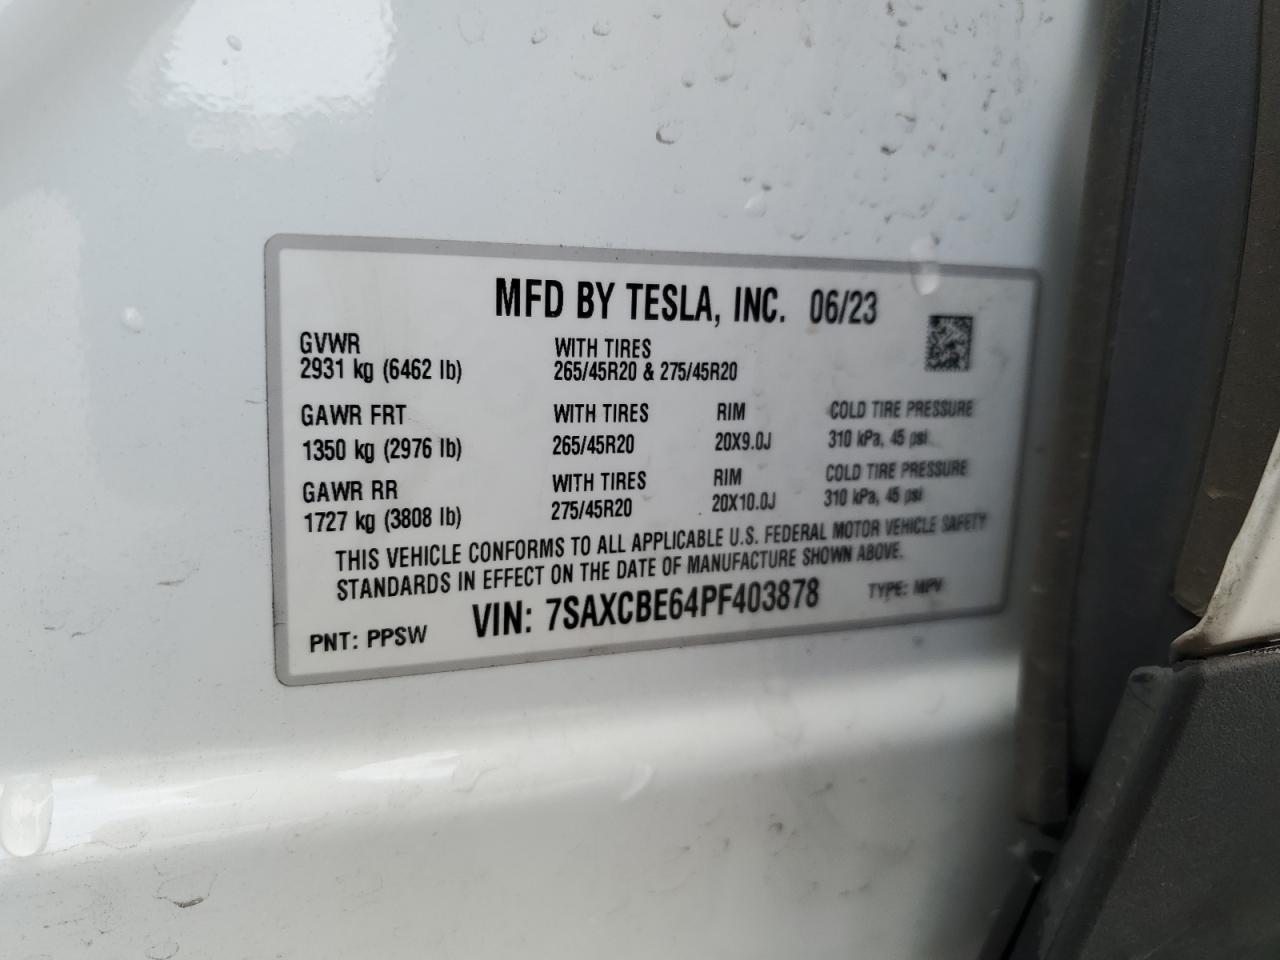 MFD BY TESLA, INC. 06/23
GVWR
2931 kg (6462 lb)
WITH TIRES
265/45R20 & 275/45R20
GAWR FRT
1350 kg (2976 lb)
WITH TIRES
265/45R20
RIM
20X9.0J
COLD TIRE PRESSURE
310 kPa, 45 psi
GAWR RR
1727 kg (3808 lb)
WITH TIRES
275/45R20
RIM
20X10.0J
COLD TIRE PRESSURE
310 kPa, 45 psi
THIS VEHICLE CONFORMS TO ALL APPLICABLE U.S. FEDERAL MOTOR VEHICLE SAFETY
STANDARDS IN EFFECT ON THE DATE OF MANUFACTURE SHOWN ABOVE.
PNT: PPSW
VIN: 7SAXCBE64PF403878
TYPE: MPV